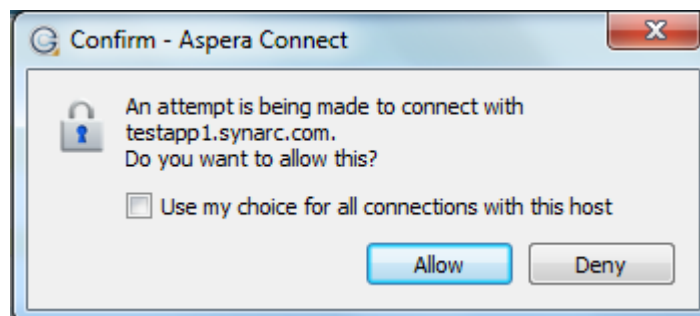 Confirm - Aspera Connect
An attempt is being made to connect with
testapp1.synarc.com.
Do you want to allow this?
Use my choice for all connections with this host
Allow
Deny